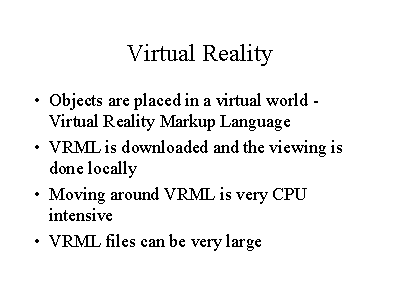 Virtual Reality
• Objects are placed in a virtual world -
Virtual Reality Markup Language
• VRML is downloaded and the viewing is
done locally
• Moving around VRML is very CPU
intensive
• VRML files can be very large